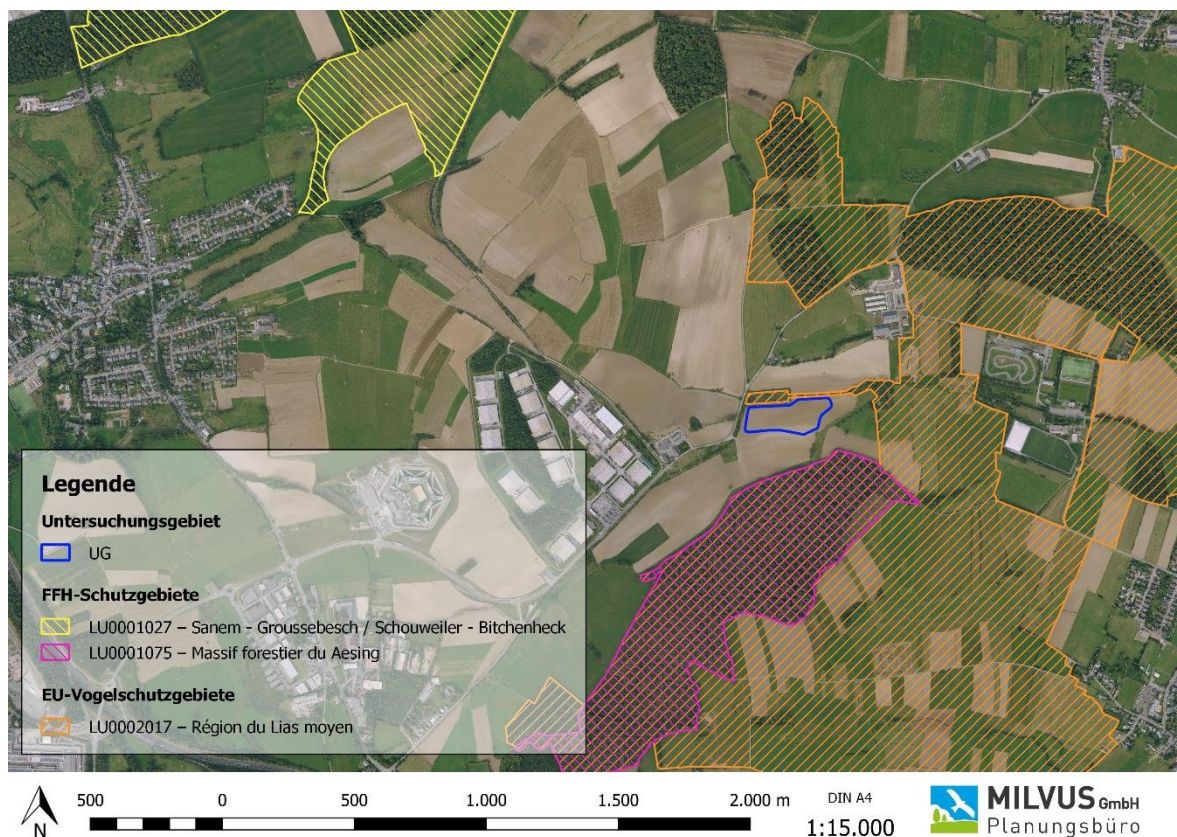 Legende
Untersuchungsgebiet
UG
FFH-Schutzgebiete
LU0001027 – Sanem - Groussebesch / Schouweiler - Bitchenheck
LU0001075 – Massif forestier du Aesing
EU-Vogelschutzgebiete
LU0002017 – Région du Lias moyen
N
500 0 500 1.000 1.500 2.000 m
DIN A4
1:15.000
MILVUS GmbH
Planungsbüro